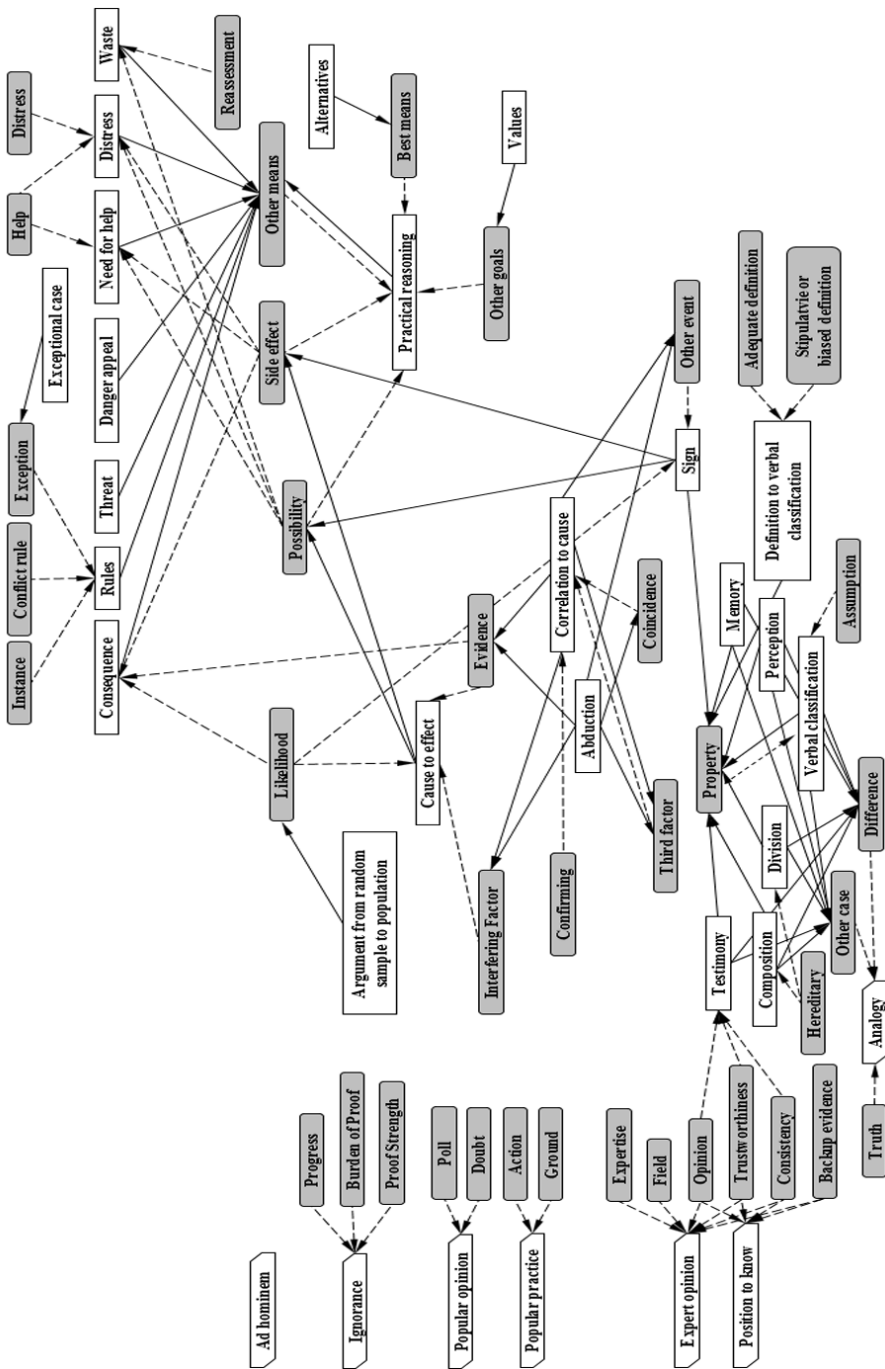 Ad hominem
Ignorance
Progress
Burden of Proof
Proof Strength
Popular opinion
Poll
Doubt
Popular practice
Action
Ground
Expert opinion
Position to know
Expertise
Field
Opinion
Trustworthiness
Consistency
Backup evidence
Truth
Analogy
Argument from random
sample to population
Likelihood
Interfering Factor
Cause to effect
Evidence
Possibility
Confirming
Abduction
Correlation to cause
Coincidence
Third factor
Testimony
Composition
Hereditary
Division
Other case
Property
Difference
Verbal classification
Perception
Memory
Assumption
Sign
Other event
Definition to verbal
classification
Adequate definition
Stipulatvie or
biased definition
Instance
Conflict rule
Exception
Exceptional case
Help
Distress
Consequence
Rules
Threat
Danger appeal
Need for help
Distress
Waste
Reassessment
Side effect
Other means
Practical reasoning
Best means
Alternatives
Other goals
Values